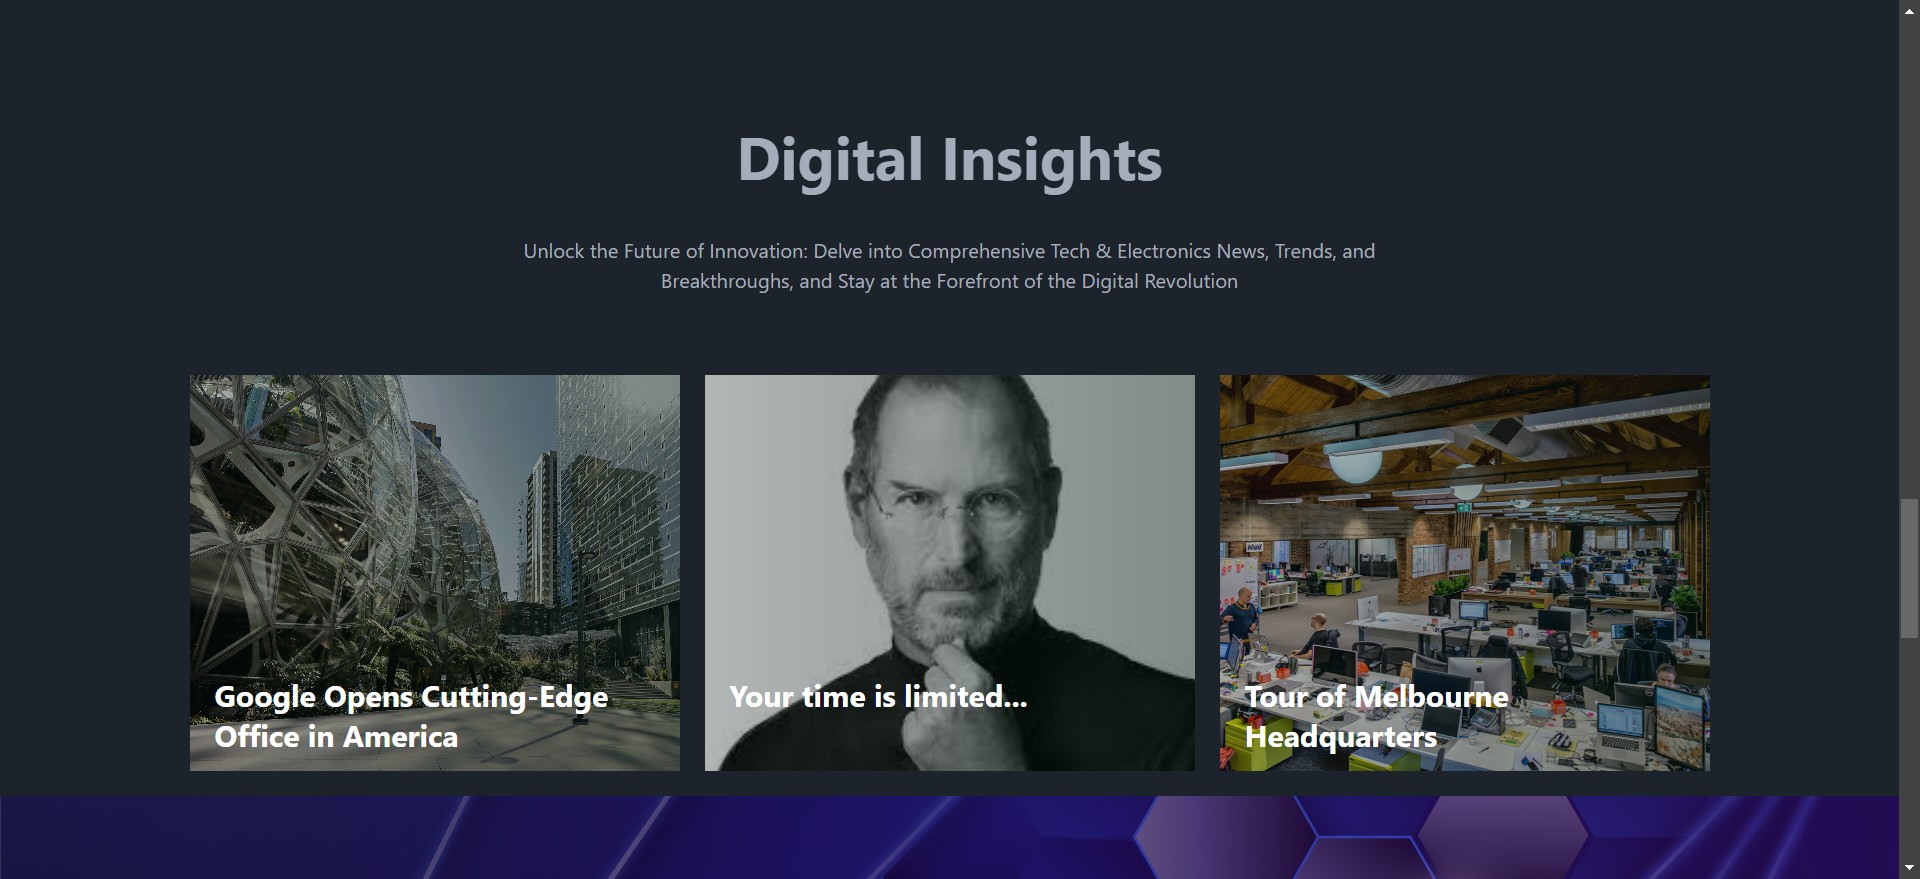 Digital Insights
Unlock the Future of Innovation: Delve into Comprehensive Tech & Electronics News, Trends, and
Breakthroughs, and Stay at the Forefront of the Digital Revolution
Google Opens Cutting-Edge
Office in America
Your time is limited...
Tour of Melbourne
Headquarters